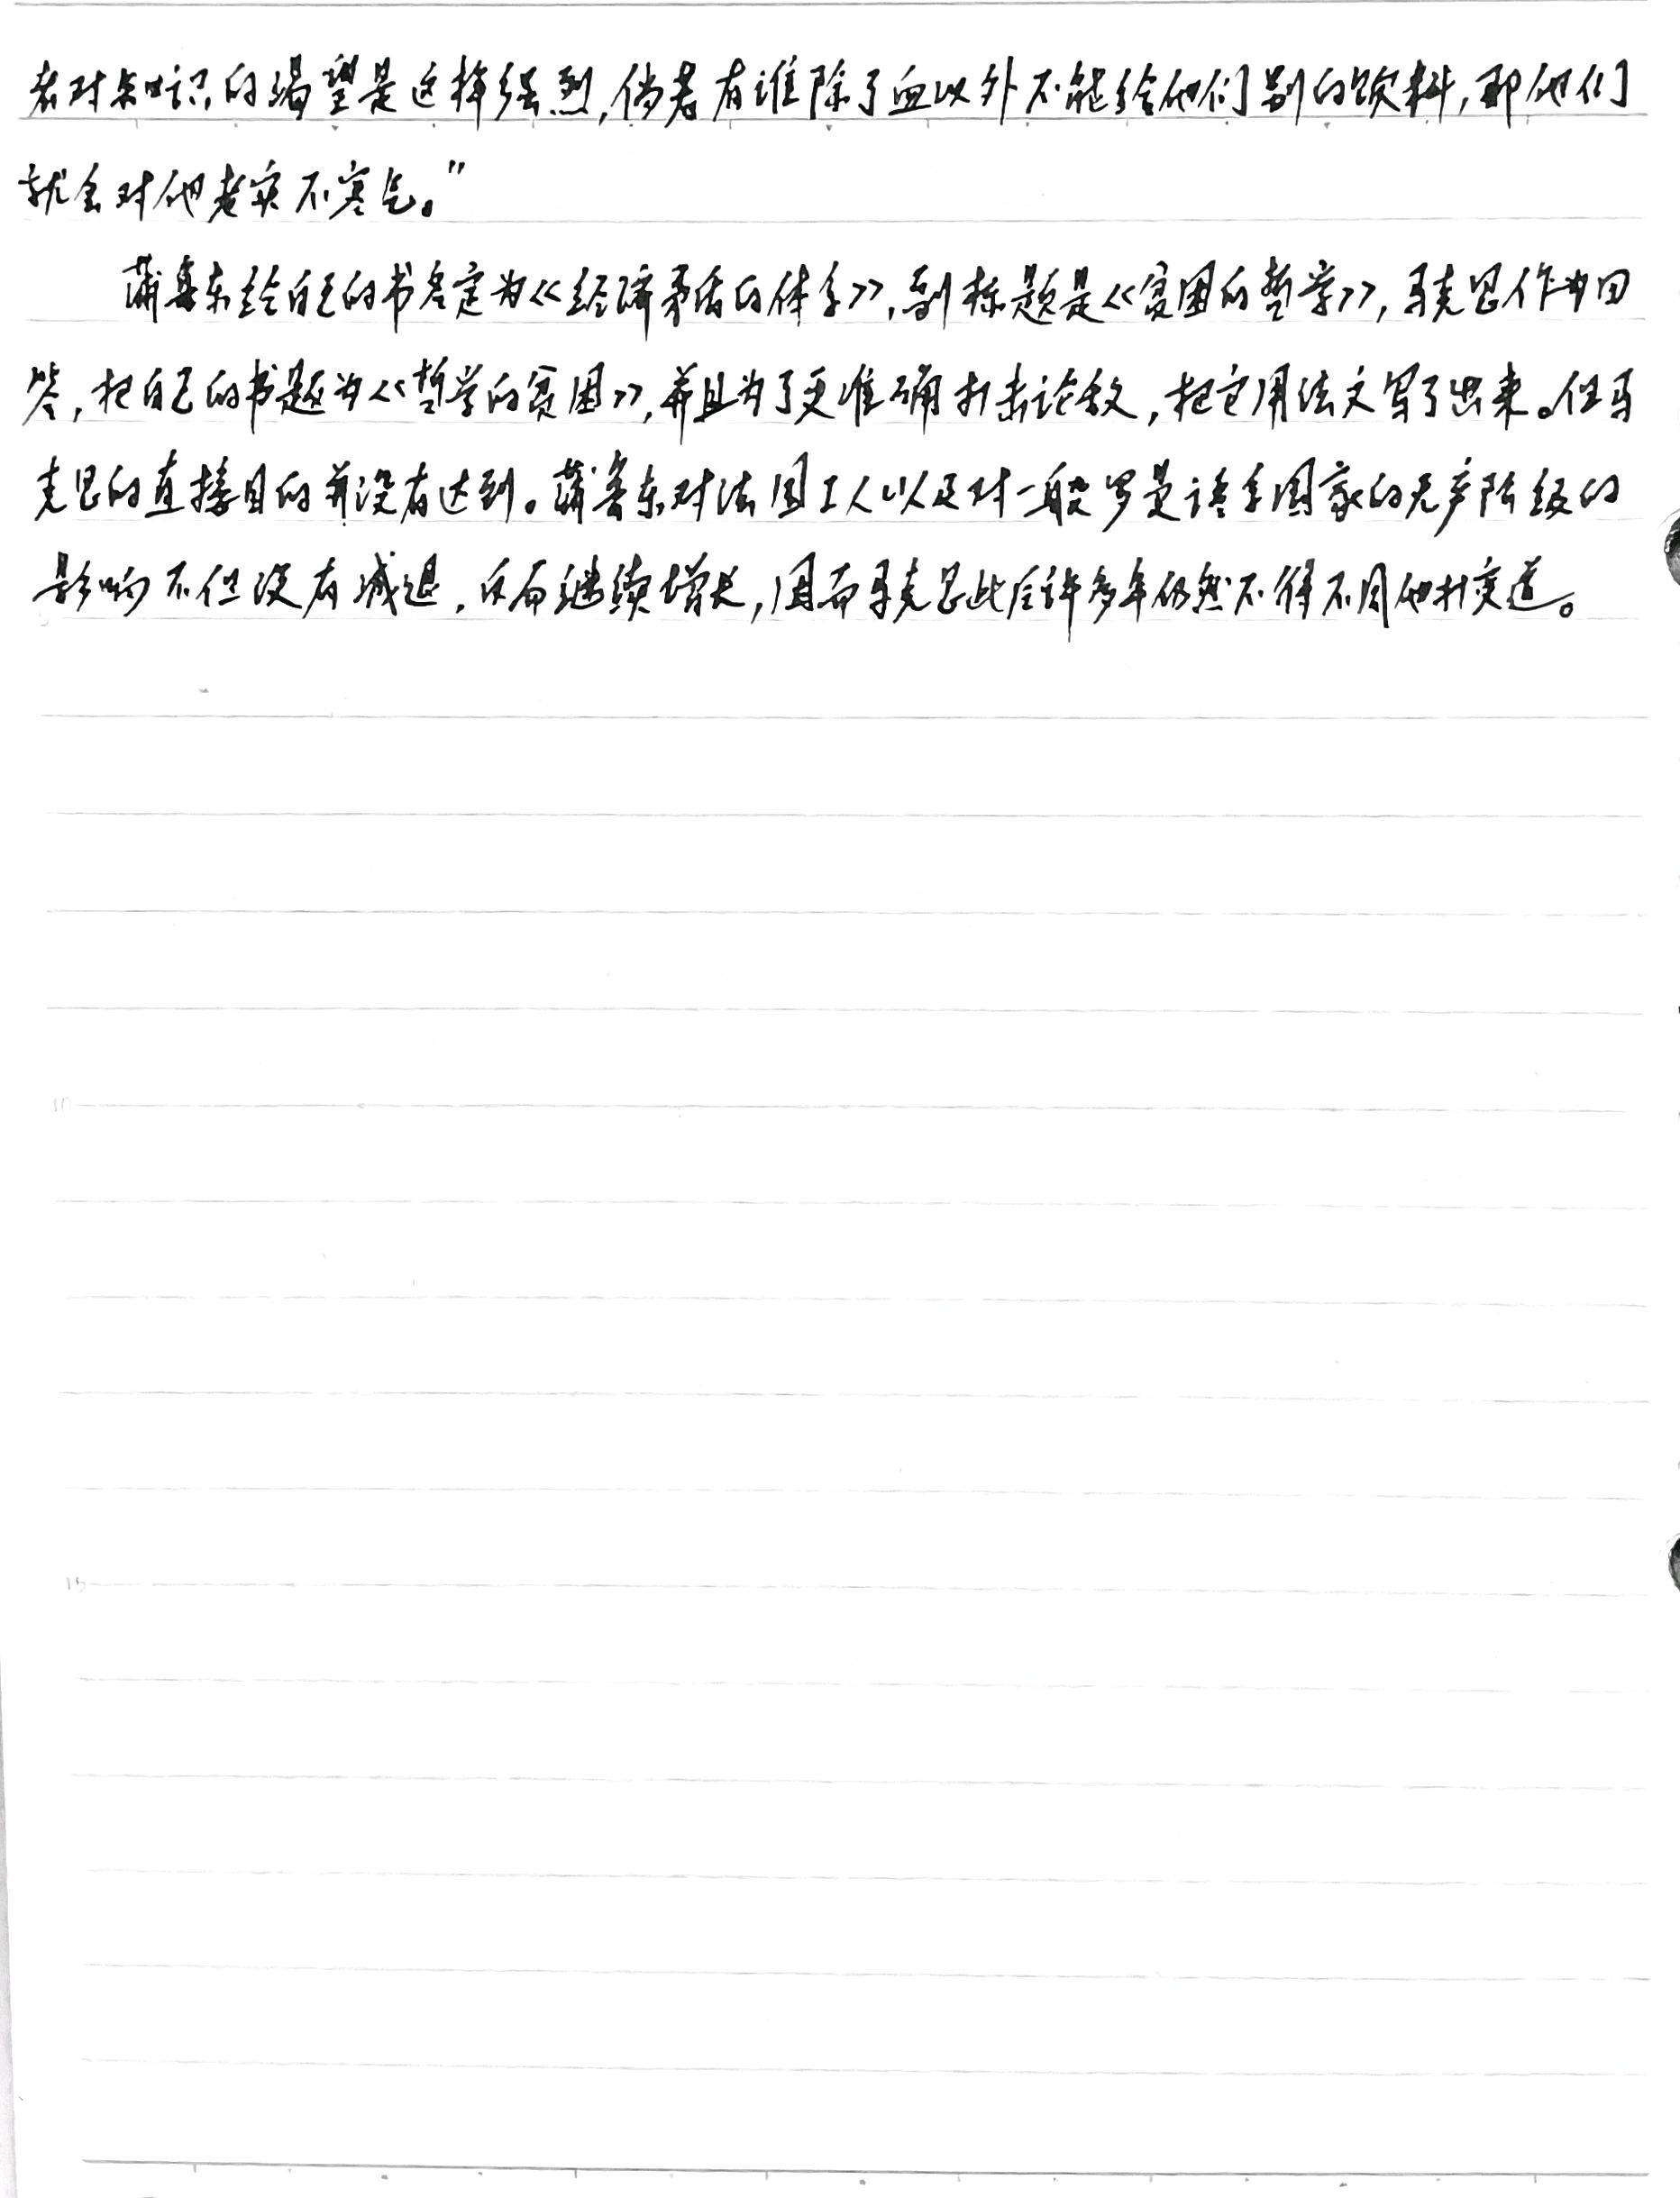 者对知识的渴望是这样强烈,倘若有谁除了血以外不能给他们别的饮料,那他们
就会对他老实不客气。”
蒲鲁东给自己的书名定为《经济矛盾的体系》,副标题是《贫困的哲学》,马克思作为回
答,把自己的书题为《哲学的贫困》,并且为了更准确打击论敌,把它用法文写了出来。但马
克思的直接目的并没有达到。蒲鲁东对法国工人以及对一般罗曼语系国家的无产阶级的
影响不但没有减退,反而继续增长,因而马克思此后许多年仍然不得不同他打交道。
10
15